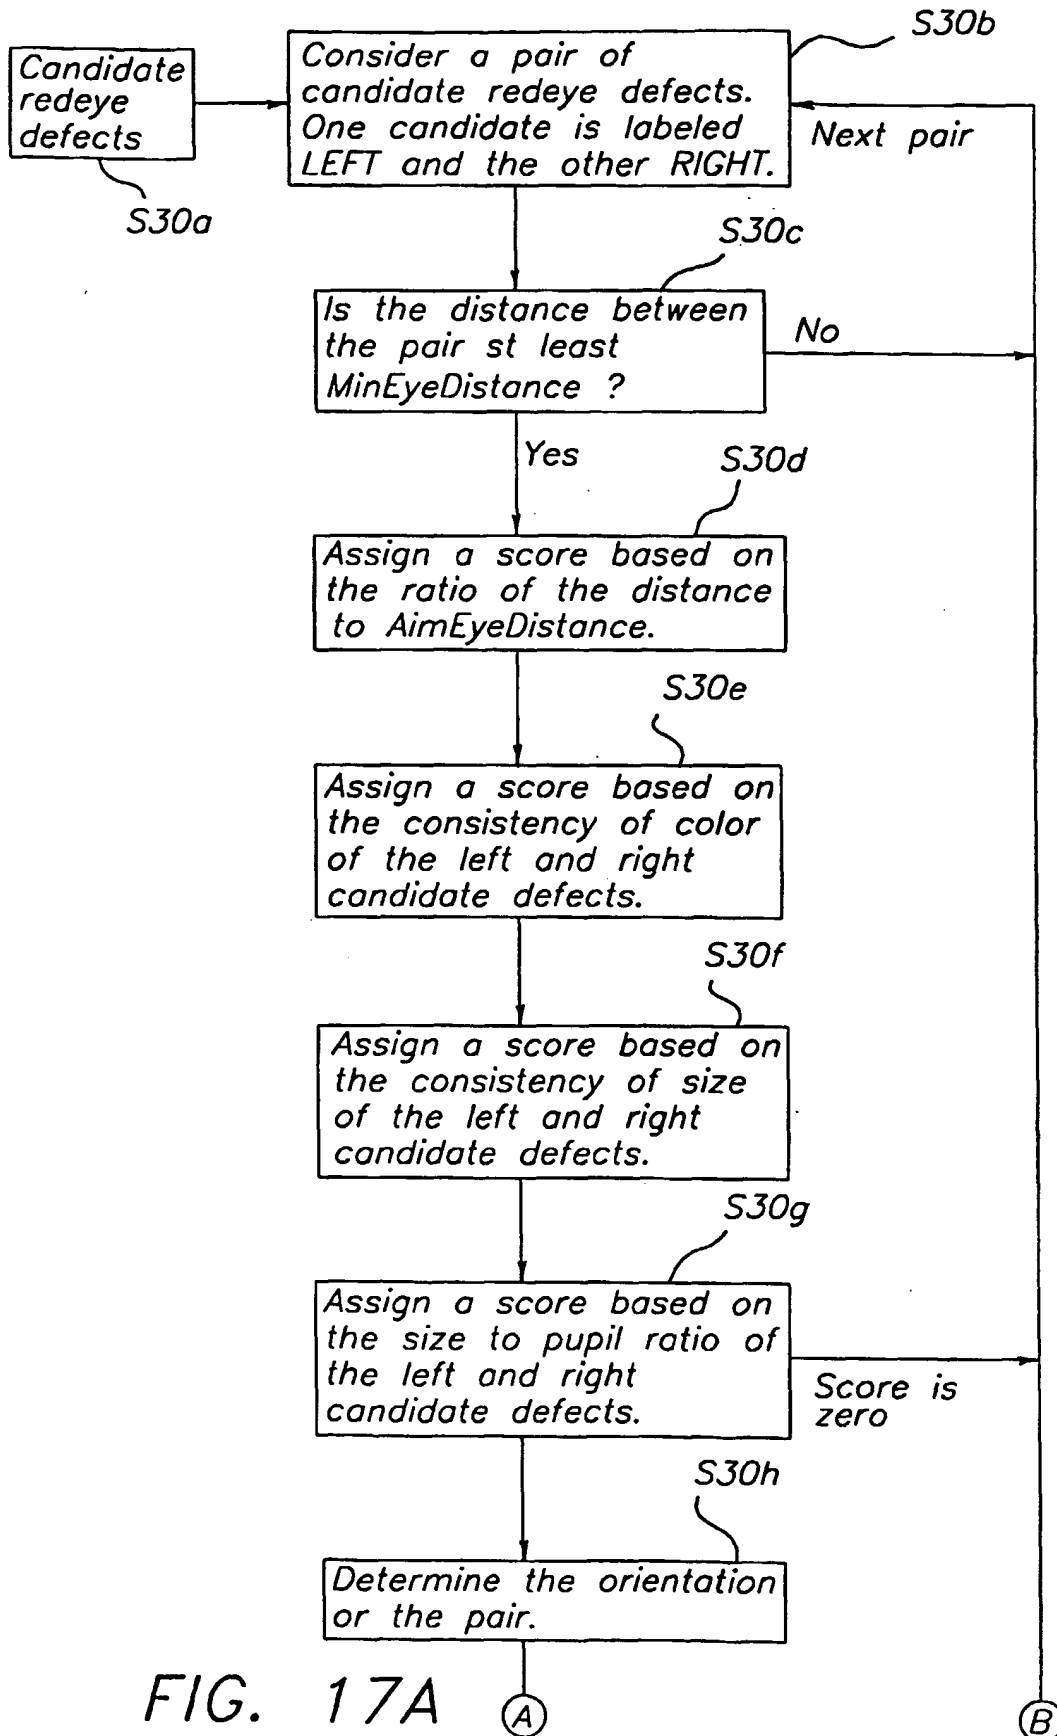 S30b
Candidate
redeye
defects
S30a
Consider a pair of
candidate redeye defects.
One candidate is labeled
LEFT and the other RIGHT.
Next pair
S30c
Is the distance between
the pair st least
MinEyeDistance ?
No
Yes
S30d
Assign a score based on
the ratio of the distance
to AimEyeDistance.
S30e
Assign a score based on
the consistency of color
of the left and right
candidate defects.
S30f
Assign a score based on
the consistency of size
of the left and right
candidate defects.
S30g
Assign a score based on
the size to pupil ratio of
the left and right
candidate defects.
Score is
zero
S30h
Determine the orientation
or the pair.
FIG. 17A
A
B